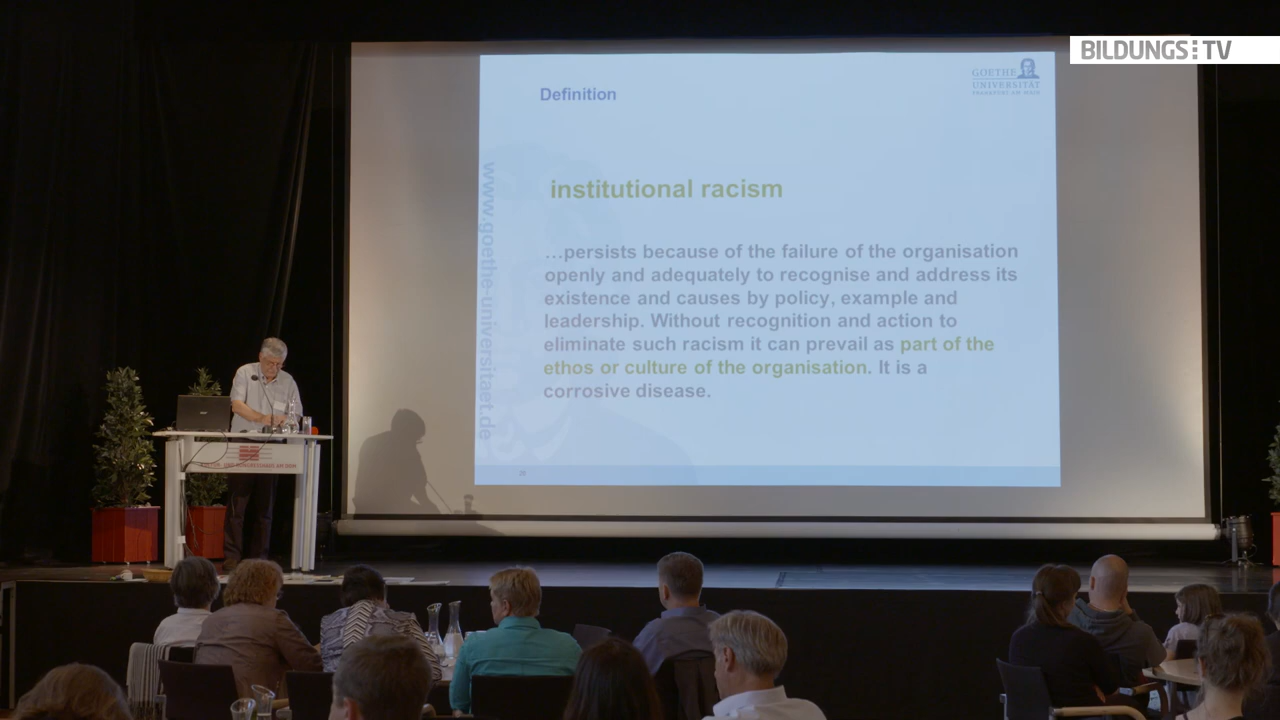 BILDUNGS:TV
GOETHE
UNIVERSITÄT
FRANKFURT AM MAIN
Definition
institutional racism
…persists because of the failure of the organisation
openly and adequately to recognise and address its
existence and causes by policy, example and
leadership. Without recognition and action to
eliminate such racism it can prevail as part of the
ethos or culture of the organisation. It is a
corrosive disease.
www.goethe-universitaet.de